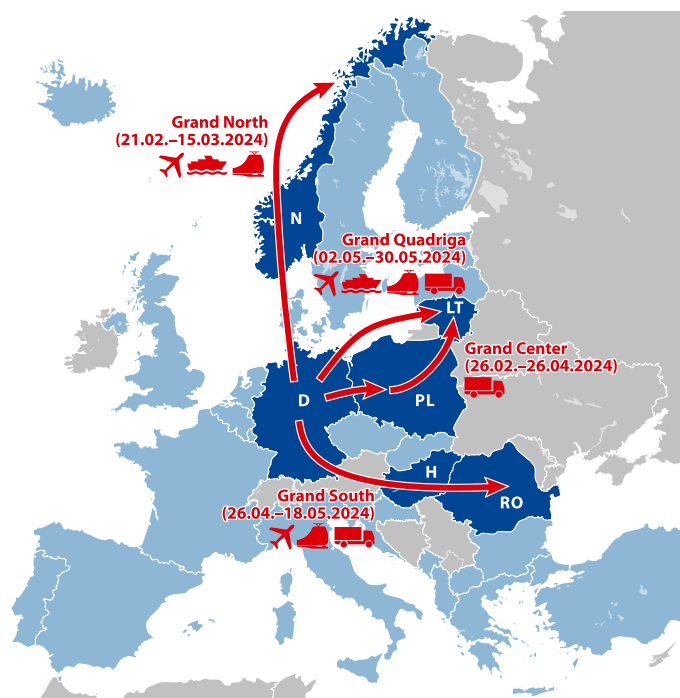 Grand North
(21.02.–15.03.2024)
N
Grand Quadriga
(02.05.–30.05.2024)
LT
Grand Center
(26.02.–26.04.2024)
D
PL
H
RO
Grand South
(26.04.–18.05.2024)